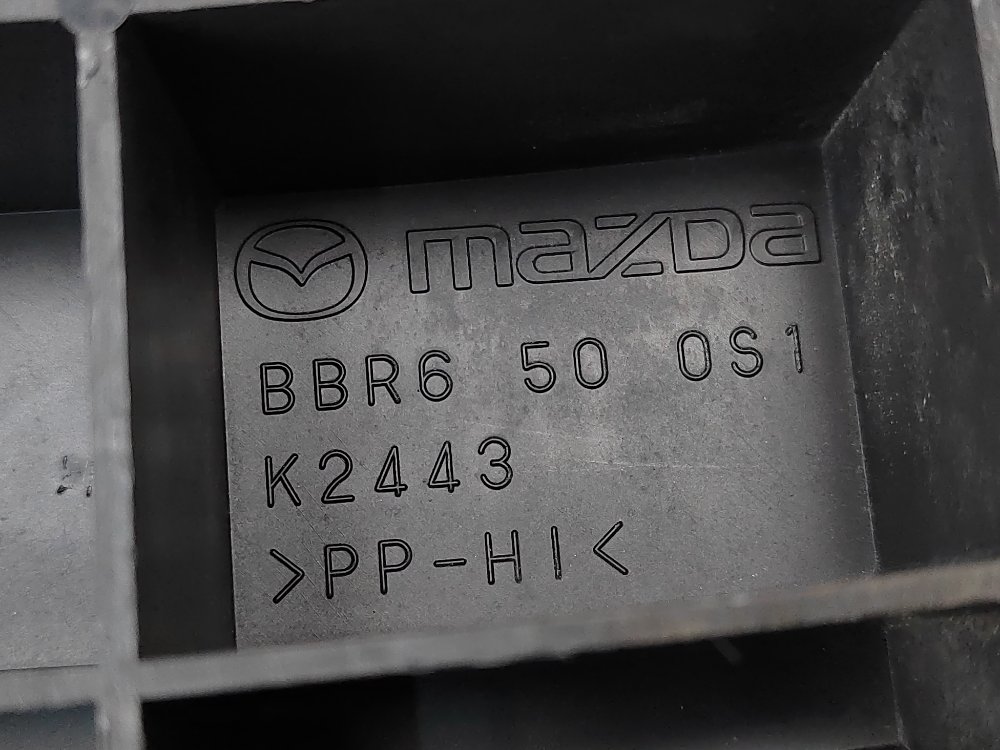 mazda
BBR6 50 0S1
K2443
>PP-HI<